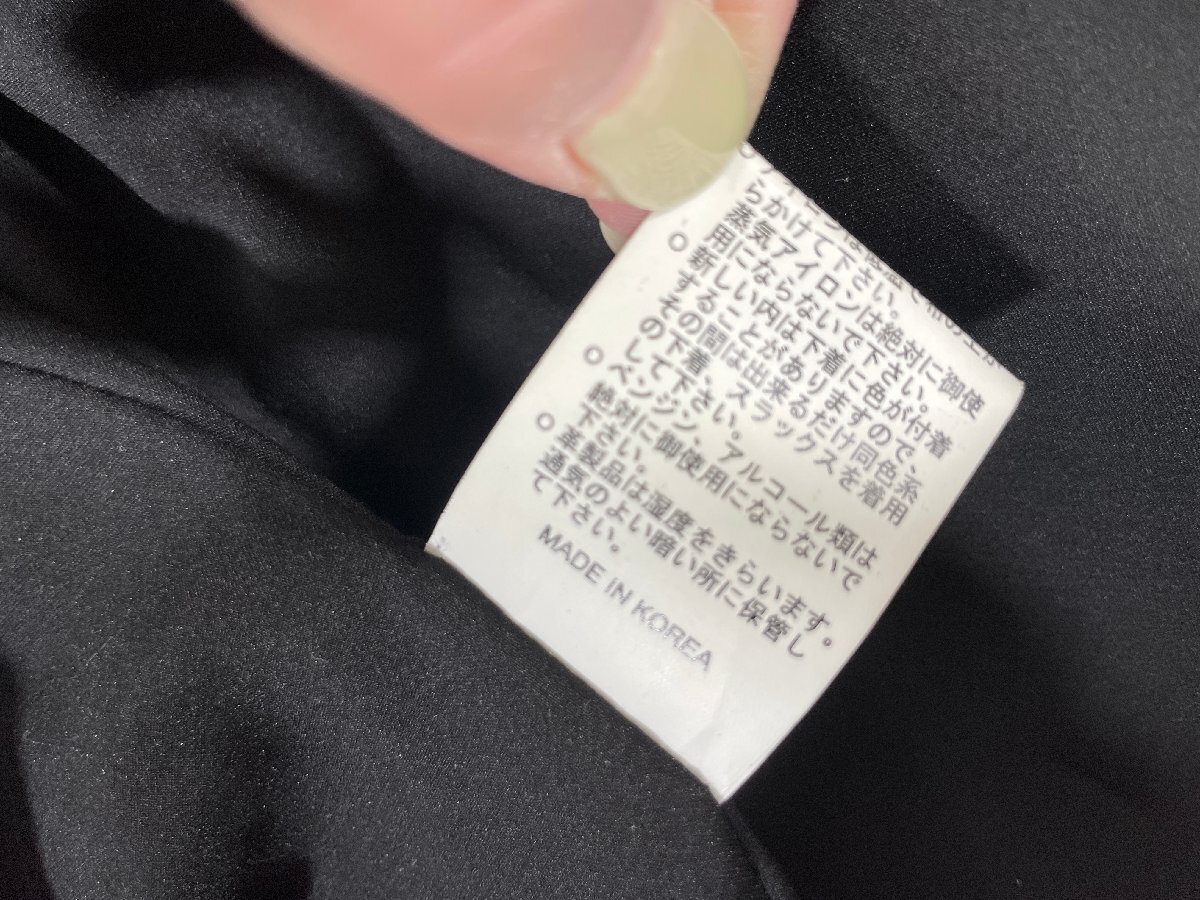 らかけて下さい。
蒸気アイロンは絶対に御使
用にならないで下さい。
○ 新しい内は下着に色が付着
することがありますので、
その間は出来るだけ同色系
の下着、スラックスを着用
して下さい。
○ ベンジン、アルコール類は
絶対に御使用にならないで
下さい。
○ 革製品は湿度をきらいます。
通気のよい暗い所に保管し
て下さい。
MADE IN KOREA